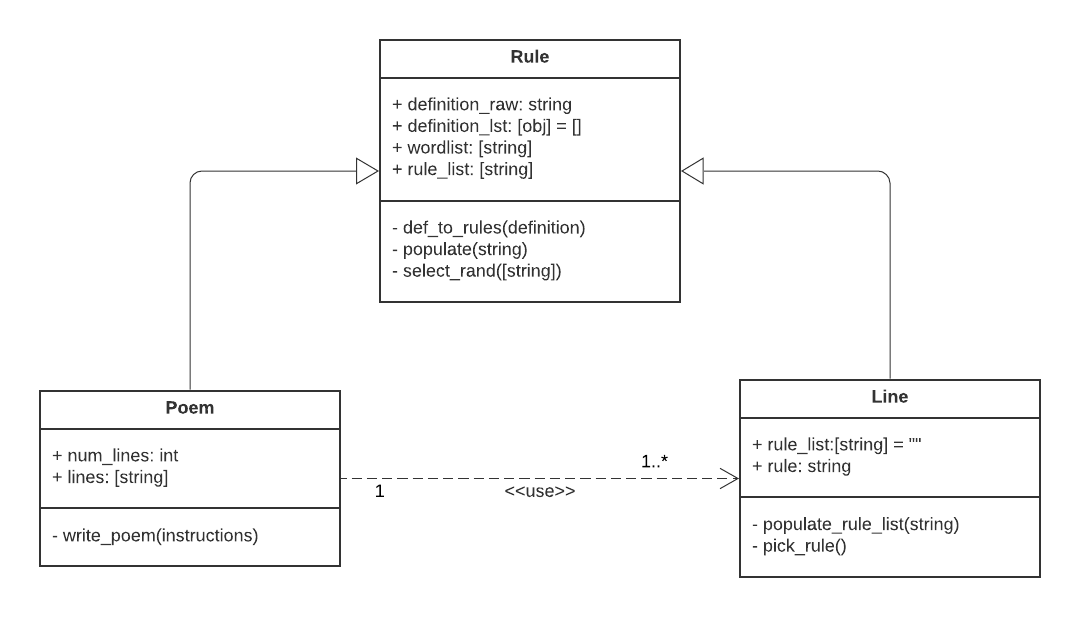 Rule
+ definition_raw: string
+ definition_lst: [obj] = []
+ wordlist: [string]
+ rule_list: [string]
- def_to_rules(definition)
- populate(string)
- select_rand([string])
Poem
+ num_lines: int
+ lines: [string]
- write_poem(instructions)
1
<<use>>
1..*
Line
+ rule_list:[string] = ""
+ rule: string
- populate_rule_list(string)
- pick_rule()